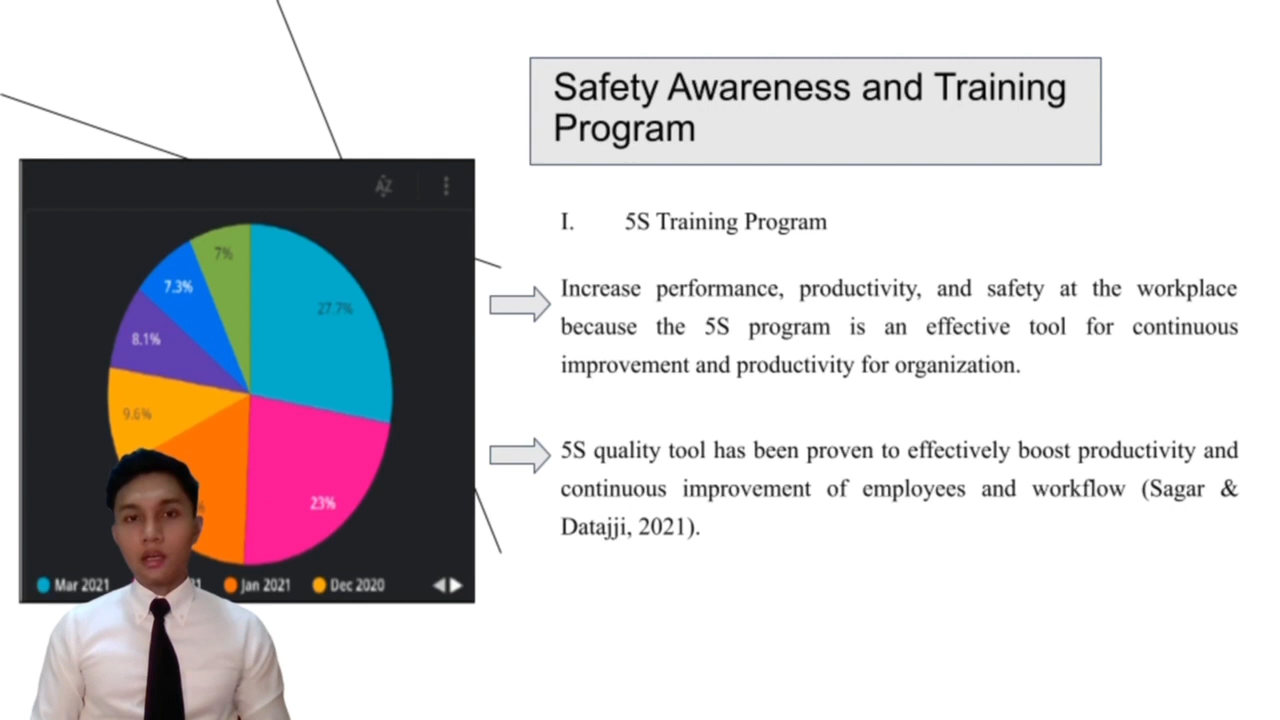 Safety Awareness and Training
Program
I. 5S Training Program
Increase performance, productivity, and safety at the workplace
because the 5S program is an effective tool for continuous
improvement and productivity for organization.
5S quality tool has been proven to effectively boost productivity and
continuous improvement of employees and workflow (Sagar &
Datajji, 2021).
AZ
7%
7.3%
27.7%
8.1%
9.6%
23%
Mar 2021
Jan 2021
Dec 2020